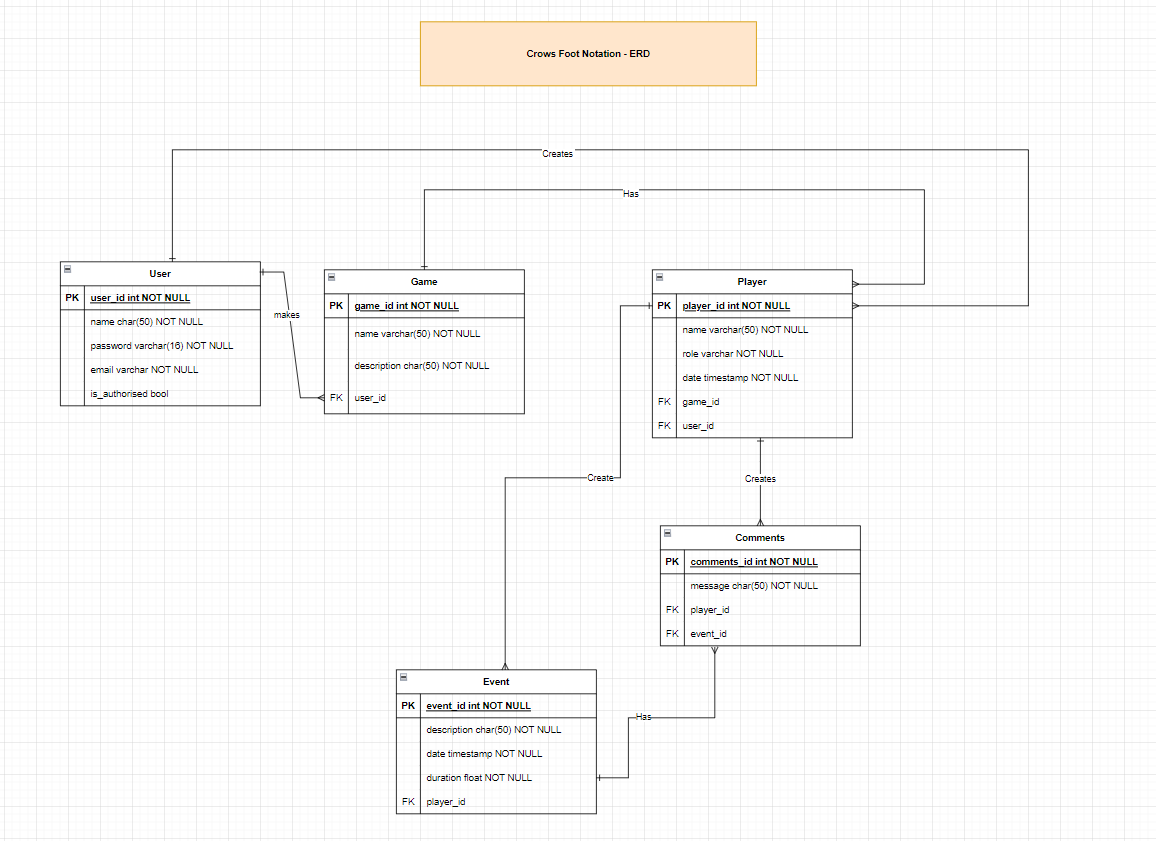 Crows Foot Notation - ERD
Creates
Has
User
PK user_id int NOT NULL
name char(50) NOT NULL
password varchar(16) NOT NULL
email varchar NOT NULL
is_authorised bool
makes
Game
PK game_id int NOT NULL
name varchar(50) NOT NULL
description char(50) NOT NULL
FK user_id
Player
PK player_id int NOT NULL
name varchar(50) NOT NULL
role varchar NOT NULL
date timestamp NOT NULL
FK game_id
FK user_id
Create
Creates
Comments
PK comments_id int NOT NULL
message char(50) NOT NULL
FK player_id
FK event_id
Has
Event
PK event_id int NOT NULL
description char(50) NOT NULL
date timestamp NOT NULL
duration float NOT NULL
FK player_id